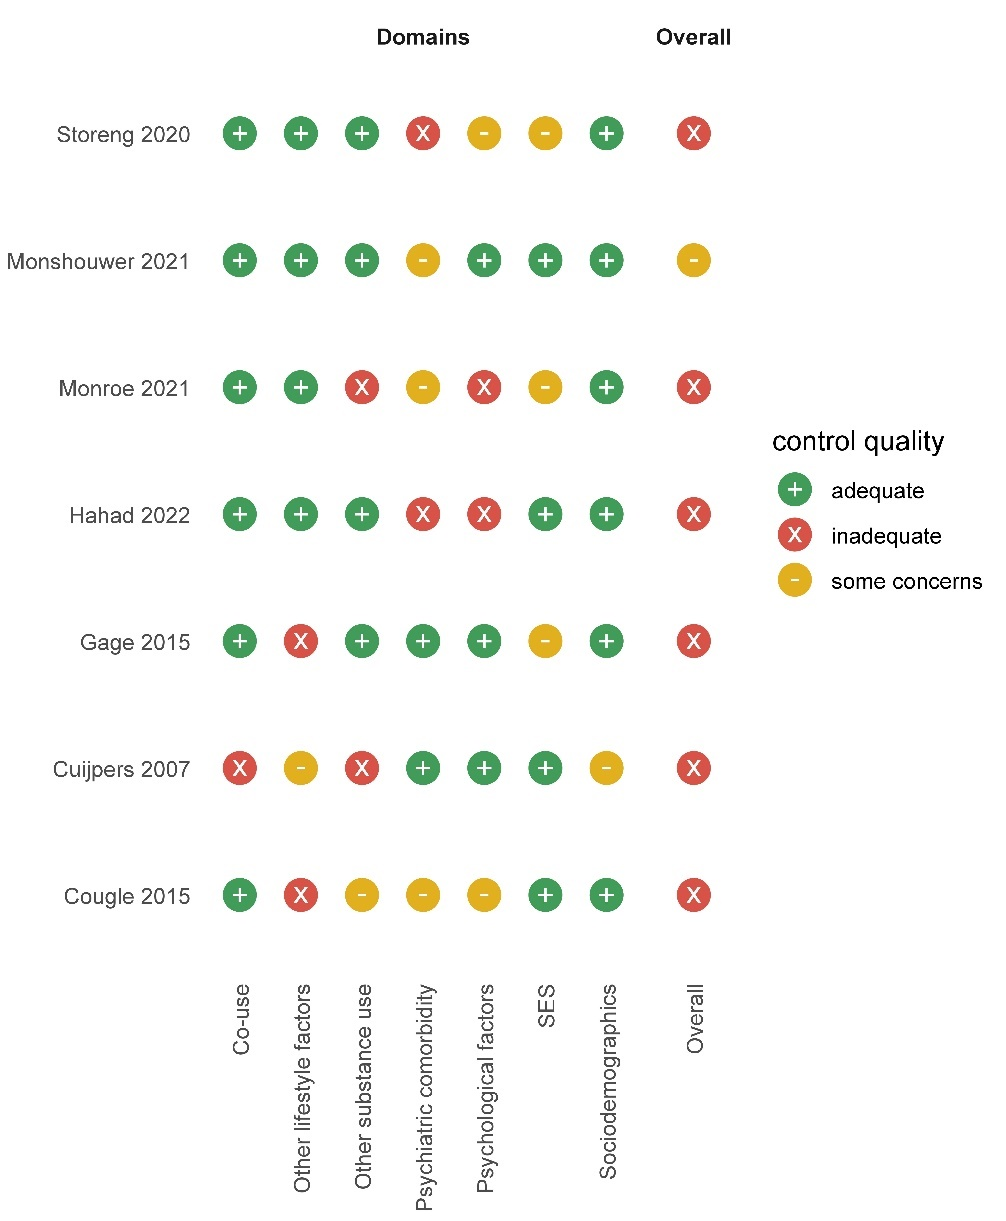 Domains Overall
Storeng 2020 + + + X - - + X
Monshouwer 2021 + + + - + + + -
Monroe 2021 + + X - X - + X
Hahad 2022 + + + X X + + X
Gage 2015 + X + + + - + X
Cuijpers 2007 X - X + + + - X
Cougle 2015 + X - - - + + X
Co-use
Other lifestyle factors
Other substance use
Psychiatric comorbidity
Psychological factors
SES
Sociodemographics
Overall
control quality
+ adequate
X inadequate
- some concerns